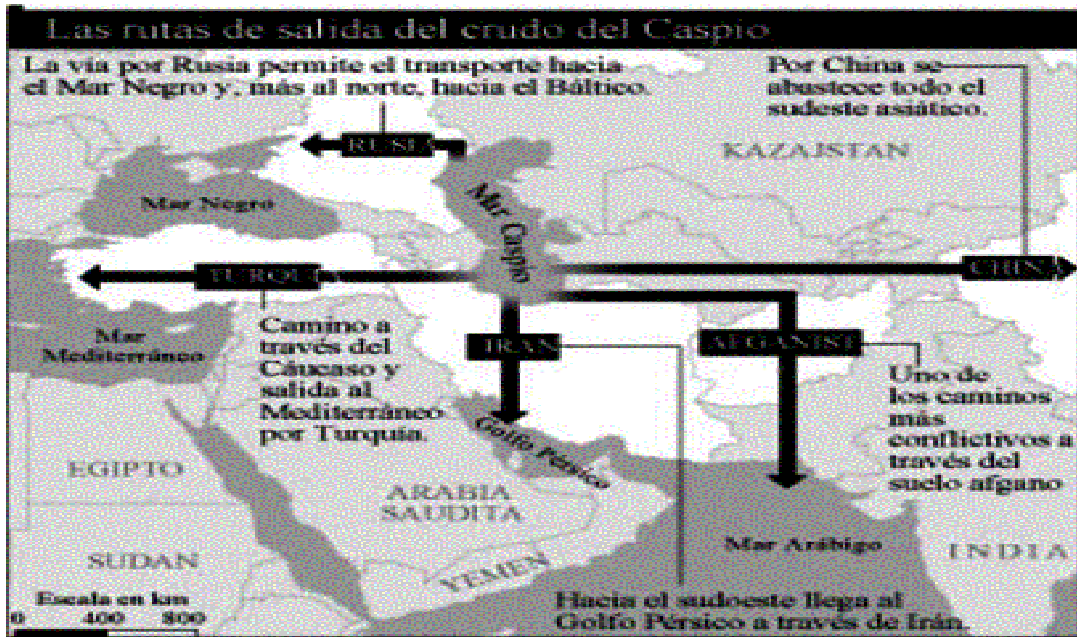 Las rutas de salida del crudo del Caspio
La vía por Rusia permite el transporte hacia
el Mar Negro y, más al norte, hacia el Báltico.
Por China se
abastece todo el
sudeste asiático.
RUSIA
KAZAJSTAN
Mar Negro
Mar Caspio
TURQUIA
CHINA
Mar
Mediterráneo
Camino a
través del
Cáucaso y
salida al
Mediterráneo
por Turquía.
IRAN
AFGANIST
Uno de
los caminos
más
conflictivos a
través del
suelo afgano
Golfo Pérsico
EGIPTO
ARABIA
SAUDITA
SUDAN
YEMEN
Mar Arábigo
INDIA
Escala en km
0 400 800
Hacia el sudoeste llega al
Golfo Pérsico a través de Irán.